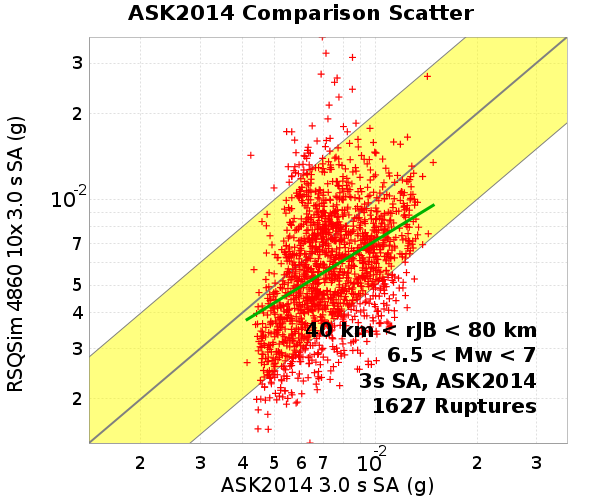 ASK2014 Comparison Scatter
RSQSim 4860 10x 3.0 s SA (g)
3
2
10-2
7
5
4
3
2
40 km < rJB < 80 km
6.5 < Mw < 7
3s SA, ASK2014
1627 Ruptures
2 3 4 5 6 7 10-2 2 3
ASK2014 3.0 s SA (g)